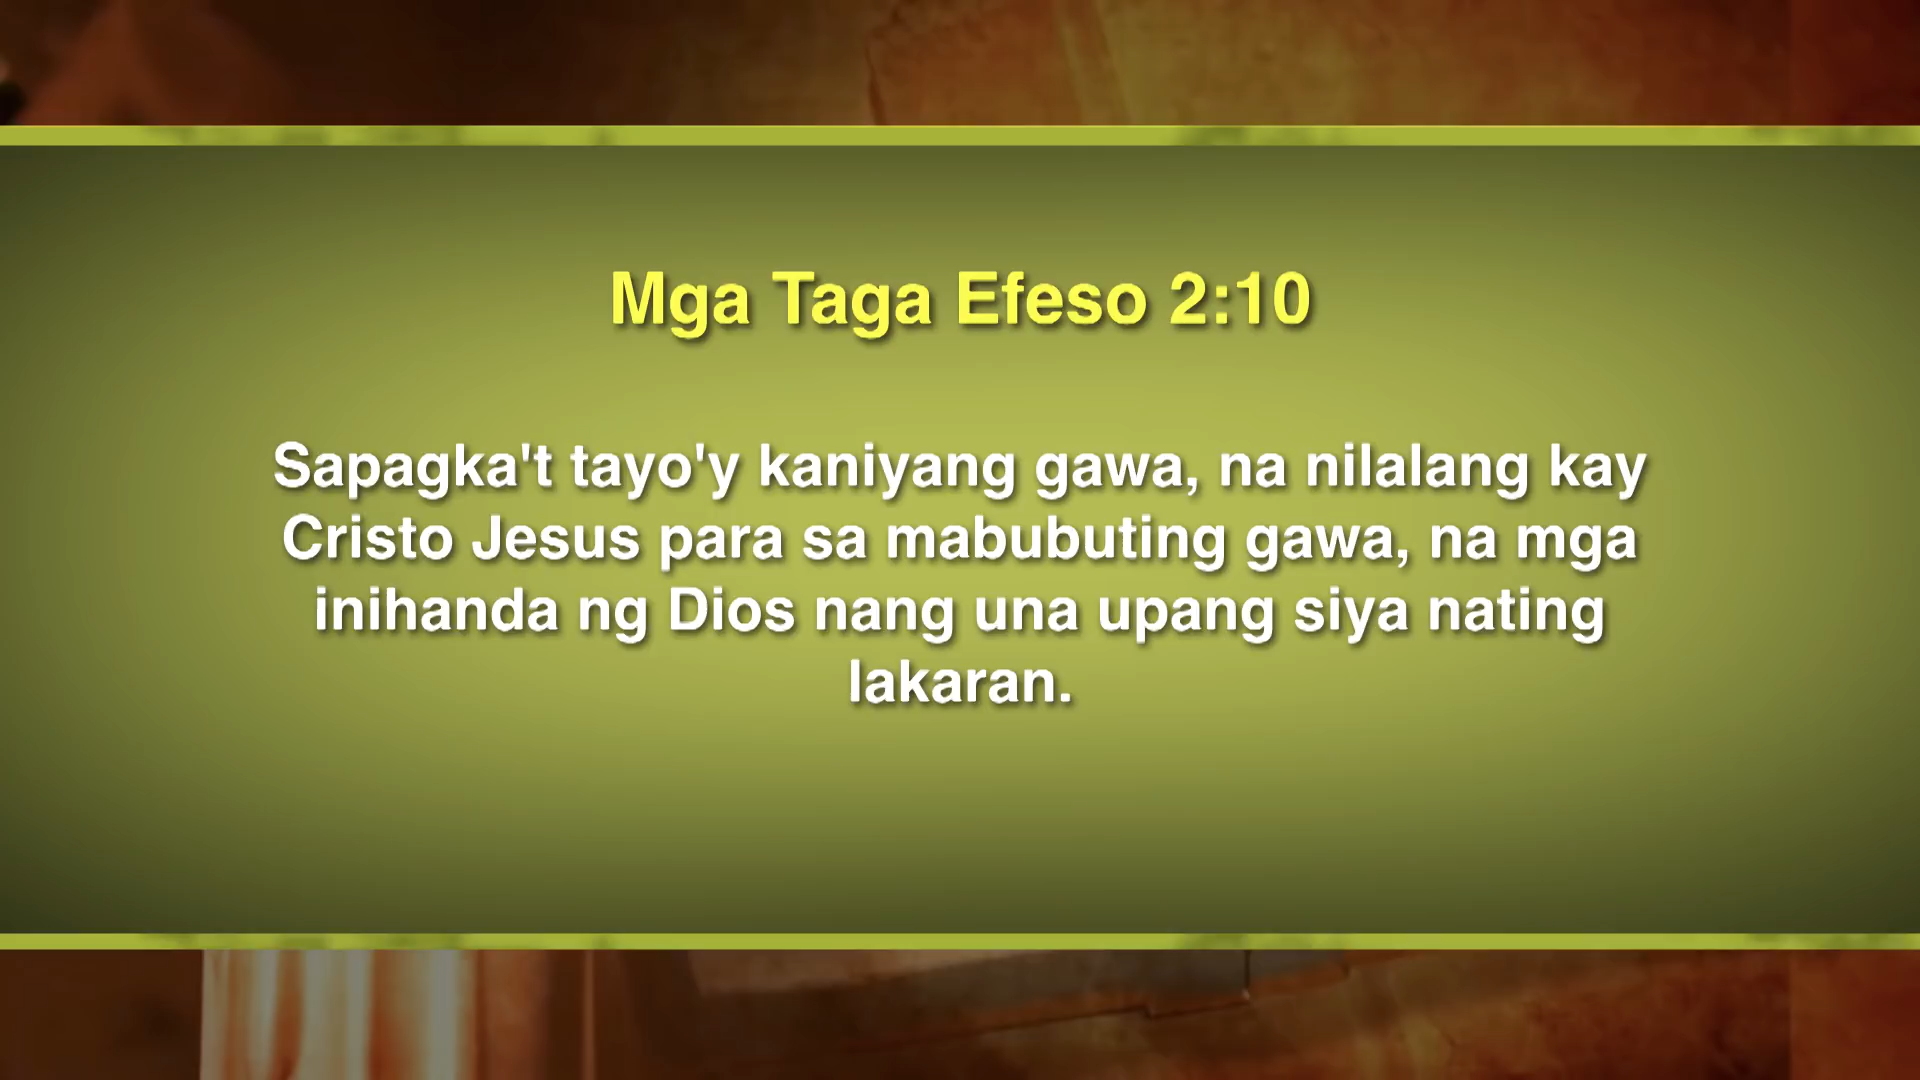 Mga Taga Efeso 2:10
Sapagka't tayo'y kaniyang gawa, na nilalang kay
Cristo Jesus para sa mabubuting gawa, na mga
inihanda ng Dios nang una upang siya nating
lakaran.